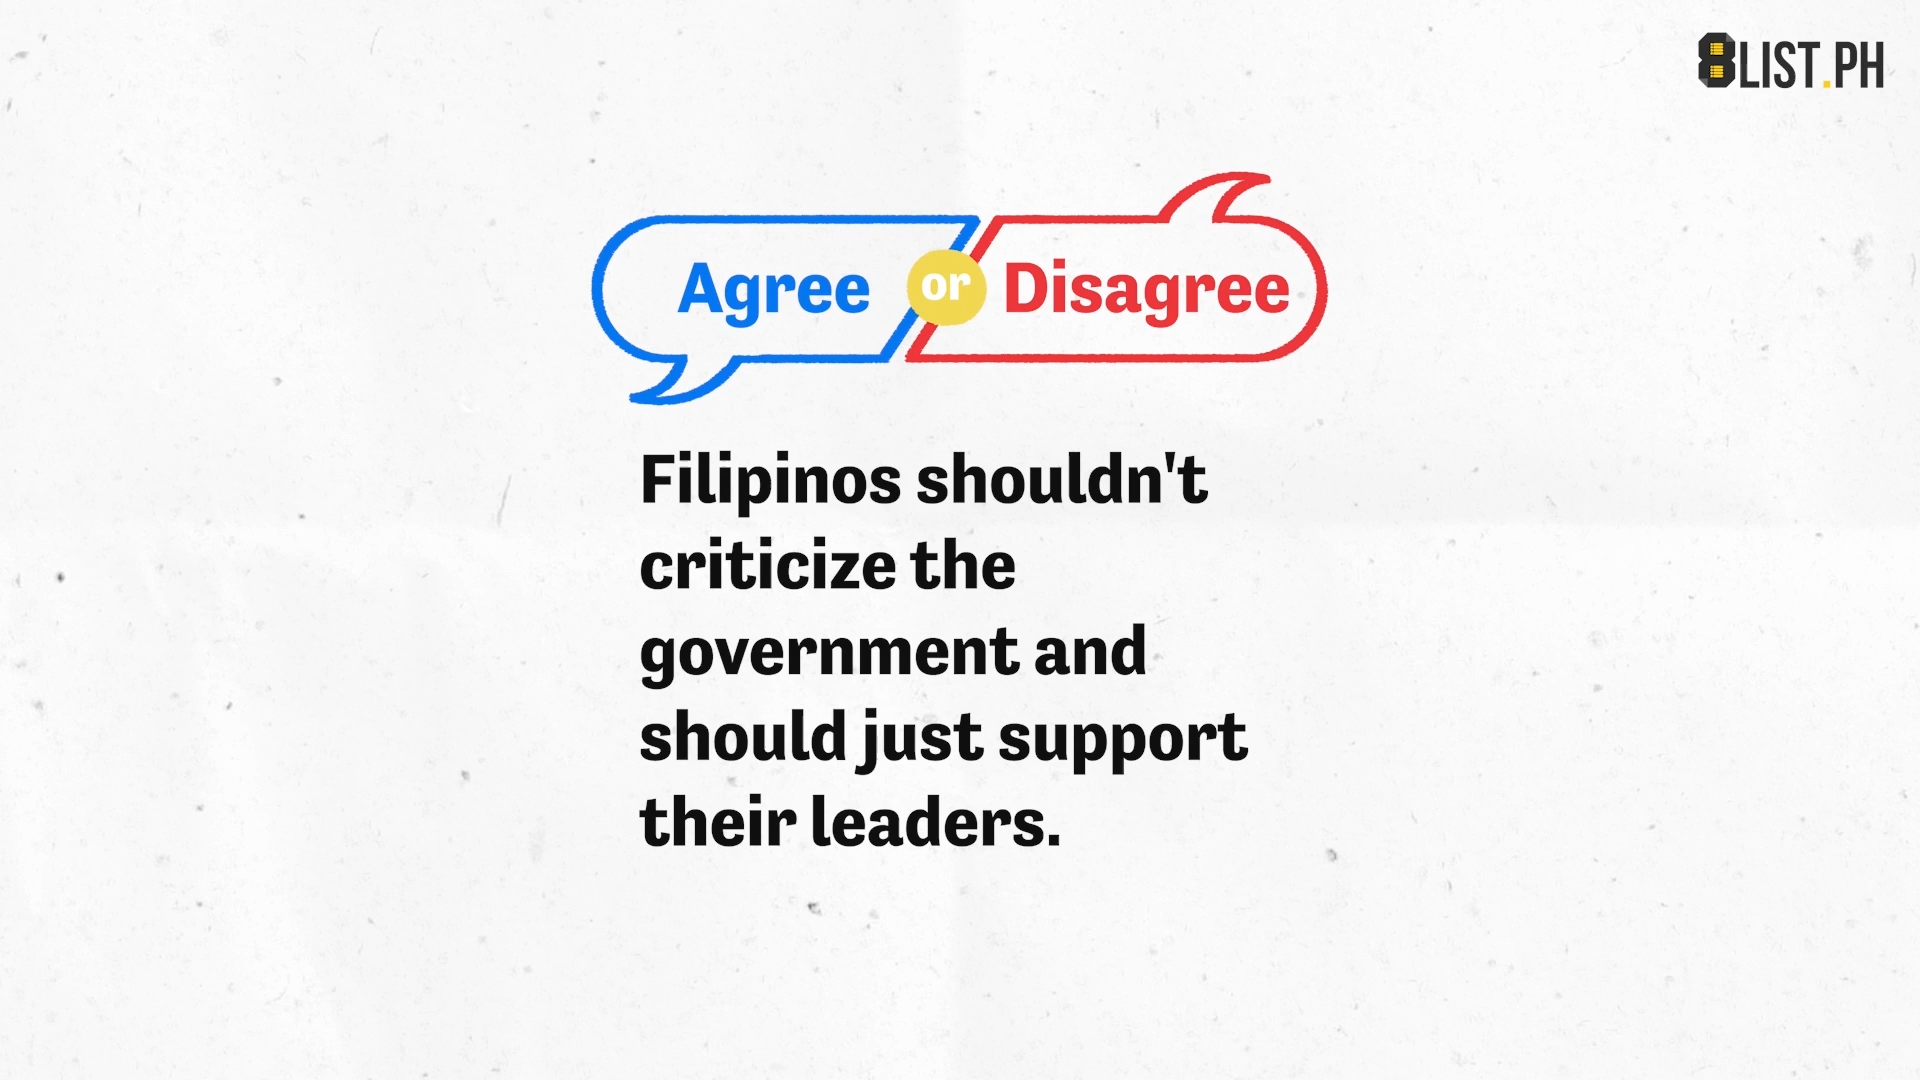 8LIST.PH
Agree or Disagree
Filipinos shouldn't
criticize the
government and
should just support
their leaders.